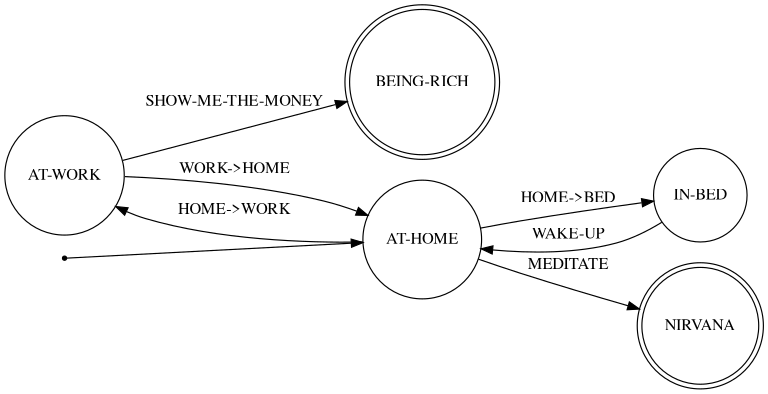 BEING-RICH
SHOW-ME-THE-MONEY
AT-WORK
WORK->HOME
HOME->WORK
AT-HOME
HOME->BED
IN-BED
WAKE-UP
MEDITATE
NIRVANA